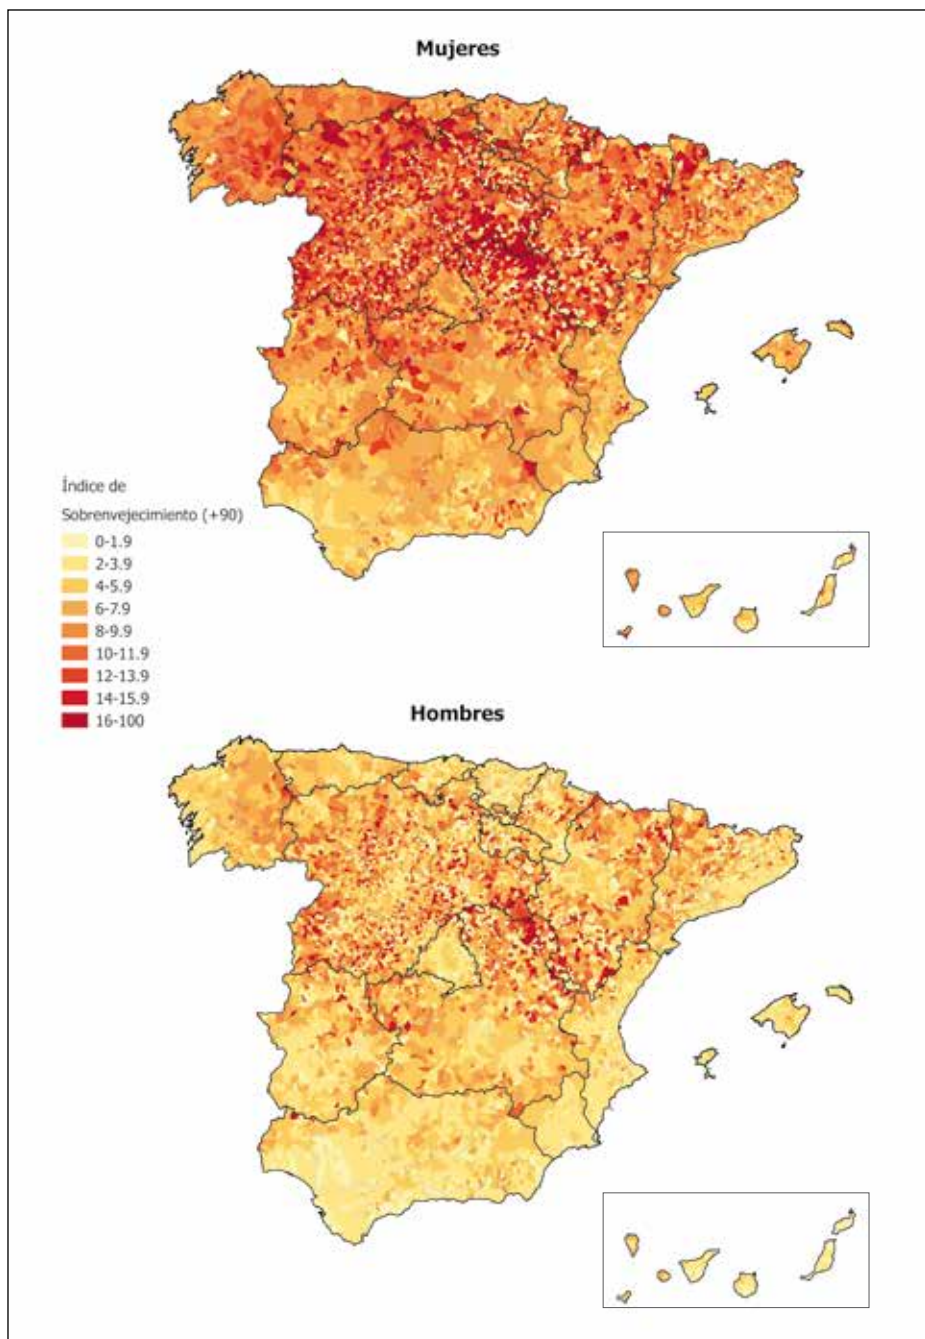 Mujeres
Índice de
Sobrenvejecimiento (+90)
0-1.9
2-3.9
4-5.9
6-7.9
8-9.9
10-11.9
12-13.9
14-15.9
16-100
Hombres